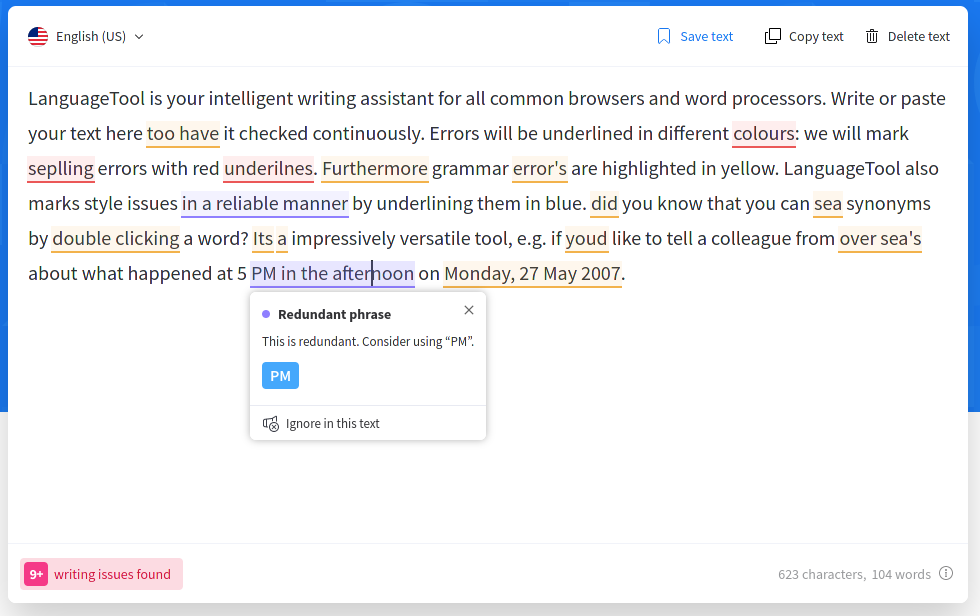 English (US)
Save text
Copy text
Delete text
LanguageTool is your intelligent writing assistant for all common browsers and word processors. Write or paste
your text here too have it checked continuously. Errors will be underlined in different colours: we will mark
seplling errors with red underilnes. Furthermore grammar error's are highlighted in yellow. LanguageTool also
marks style issues in a reliable manner by underlining them in blue. did you know that you can sea synonyms
by double clicking a word? Its a impressively versatile tool, e.g. if youd like to tell a colleague from over sea's
about what happened at 5 PM in the afternoon on Monday, 27 May 2007.
Redundant phrase
This is redundant. Consider using “PM”.
PM
Ignore in this text
9+ writing issues found
623 characters, 104 words